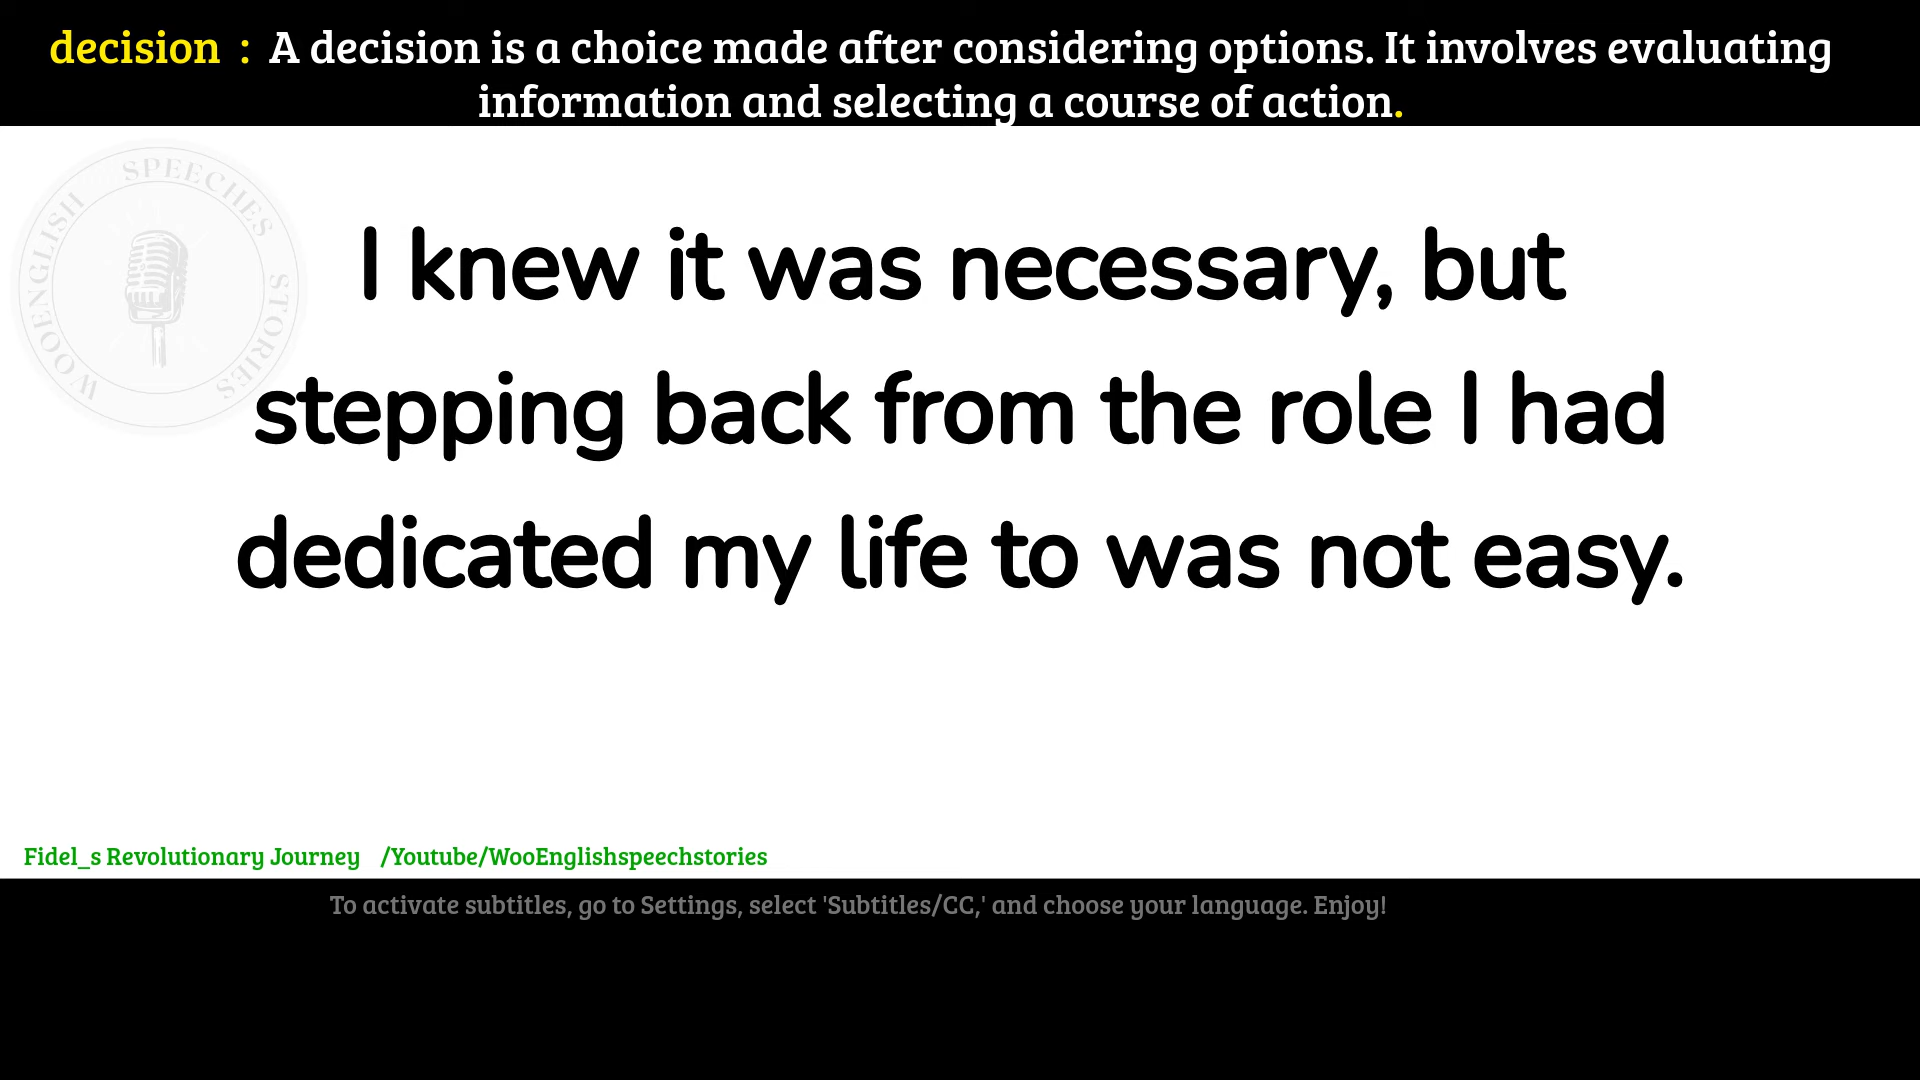 decision : A decision is a choice made after considering options. It involves evaluating
information and selecting a course of action.
WOOENGLISH SPEECHES STORIES
I knew it was necessary, but
stepping back from the role I had
dedicated my life to was not easy.
Fidel_s Revolutionary Journey /Youtube/WooEnglishspeechstories
To activate subtitles, go to Settings, select 'Subtitles/CC,' and choose your language. Enjoy!